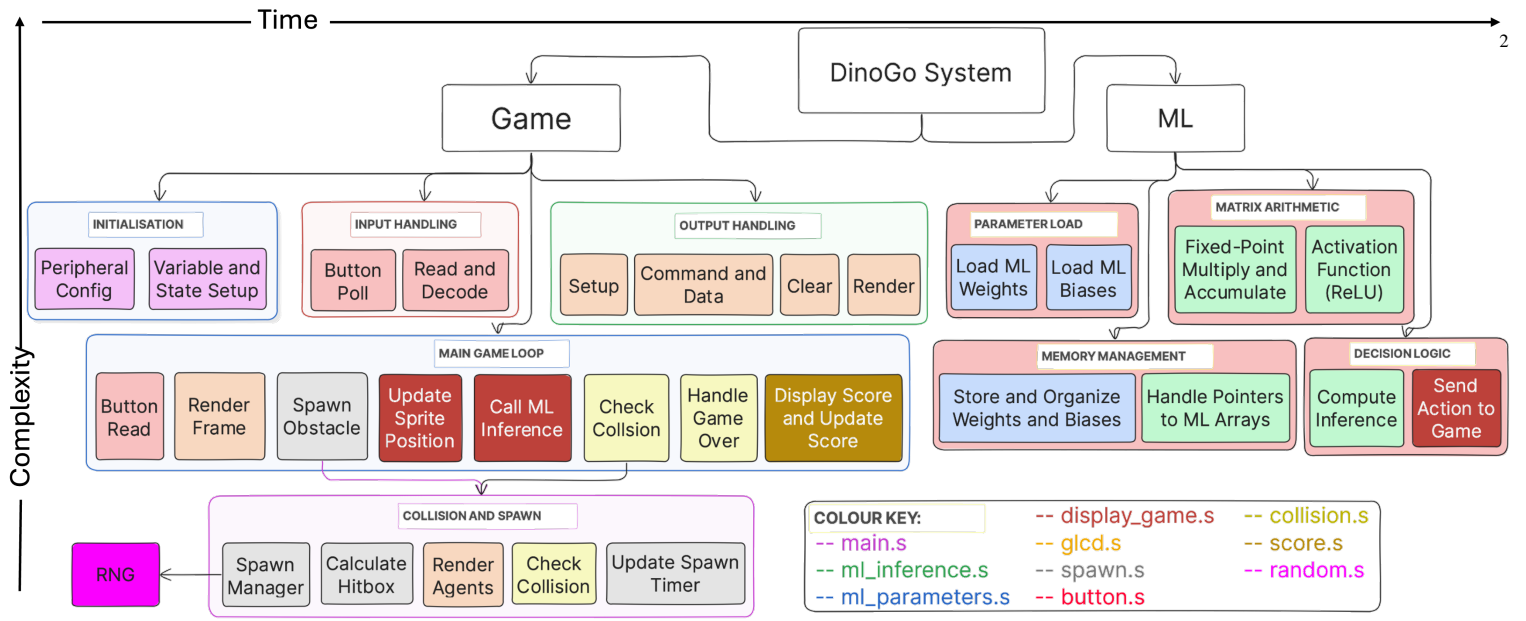 Time
2
DinoGo System
Game
ML
INITIALISATION
Peripheral
Config
Variable and
State Setup
INPUT HANDLING
Button
Poll
Read and
Decode
OUTPUT HANDLING
Setup
Command and
Data
Clear
Render
PARAMETER LOAD
Load ML
Weights
Load ML
Biases
MATRIX ARITHMETIC
Fixed-Point
Multiply and
Accumulate
Activation
Function
(ReLU)
Complexity
MAIN GAME LOOP
Button
Read
Render
Frame
Spawn
Obstacle
Update
Sprite
Position
Call ML
Inference
Check
Collsion
Handle
Game
Over
Display Score
and Update
Score
MEMORY MANAGEMENT
Store and Organize
Weights and Biases
Handle Pointers
to ML Arrays
DECISION LOGIC
Compute
Inference
Send
Action to
Game
COLLISION AND SPAWN
RNG
Spawn
Manager
Calculate
Hitbox
Render
Agents
Check
Collision
Update Spawn
Timer
COLOUR KEY:
-- main.s
-- ml_inference.s
-- ml_parameters.s
-- display_game.s
-- glcd.s
-- spawn.s
-- button.s
-- collision.s
-- score.s
-- random.s